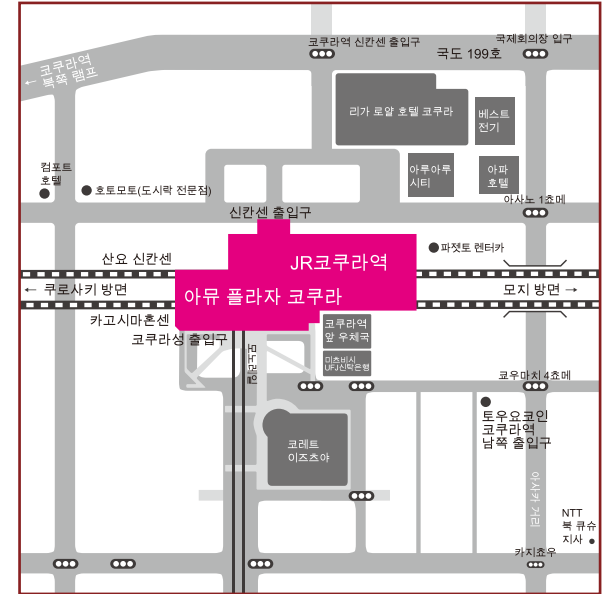 코쿠라역 신칸센 출입구
국제회의장 입구
국도 199호
← 코쿠라역
북쪽 램프
리가 로얄 호텔 코쿠라
베스트
전기
컴포트
호텔
호토모토(도시락 전문점)
아루아루
시티
아파
호텔
아사노 1쵸메
신칸센 출입구
파젯토 렌터카
산요 신칸센
JR코쿠라역
← 쿠로사키 방면
아뮤 플라자 코쿠라
모지 방면 →
카고시마혼센
코쿠라성 출입구
코쿠라역
앞 우체국
모노레일
미츠비시
UFJ신탁은행
쿄우마치 4쵸메
토우요코인
코쿠라역
남쪽 출입구
코레트
이즈츠야
아사카 거리
NTT
북 큐슈
지사
카지쵸우